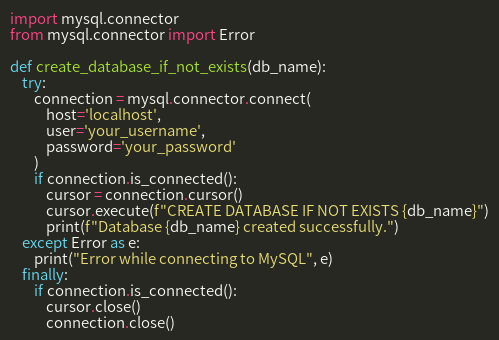 import mysql.connector
from mysql.connector import Error

def create_database_if_not_exists(db_name):
    try:
        connection = mysql.connector.connect(
            host='localhost',
            user='your_username',
            password='your_password'
        )
        if connection.is_connected():
            cursor = connection.cursor()
            cursor.execute(f"CREATE DATABASE IF NOT EXISTS {db_name}")
            print(f"Database {db_name} created successfully.")
    except Error as e:
        print("Error while connecting to MySQL", e)
    finally:
        if connection.is_connected():
            cursor.close()
            connection.close()